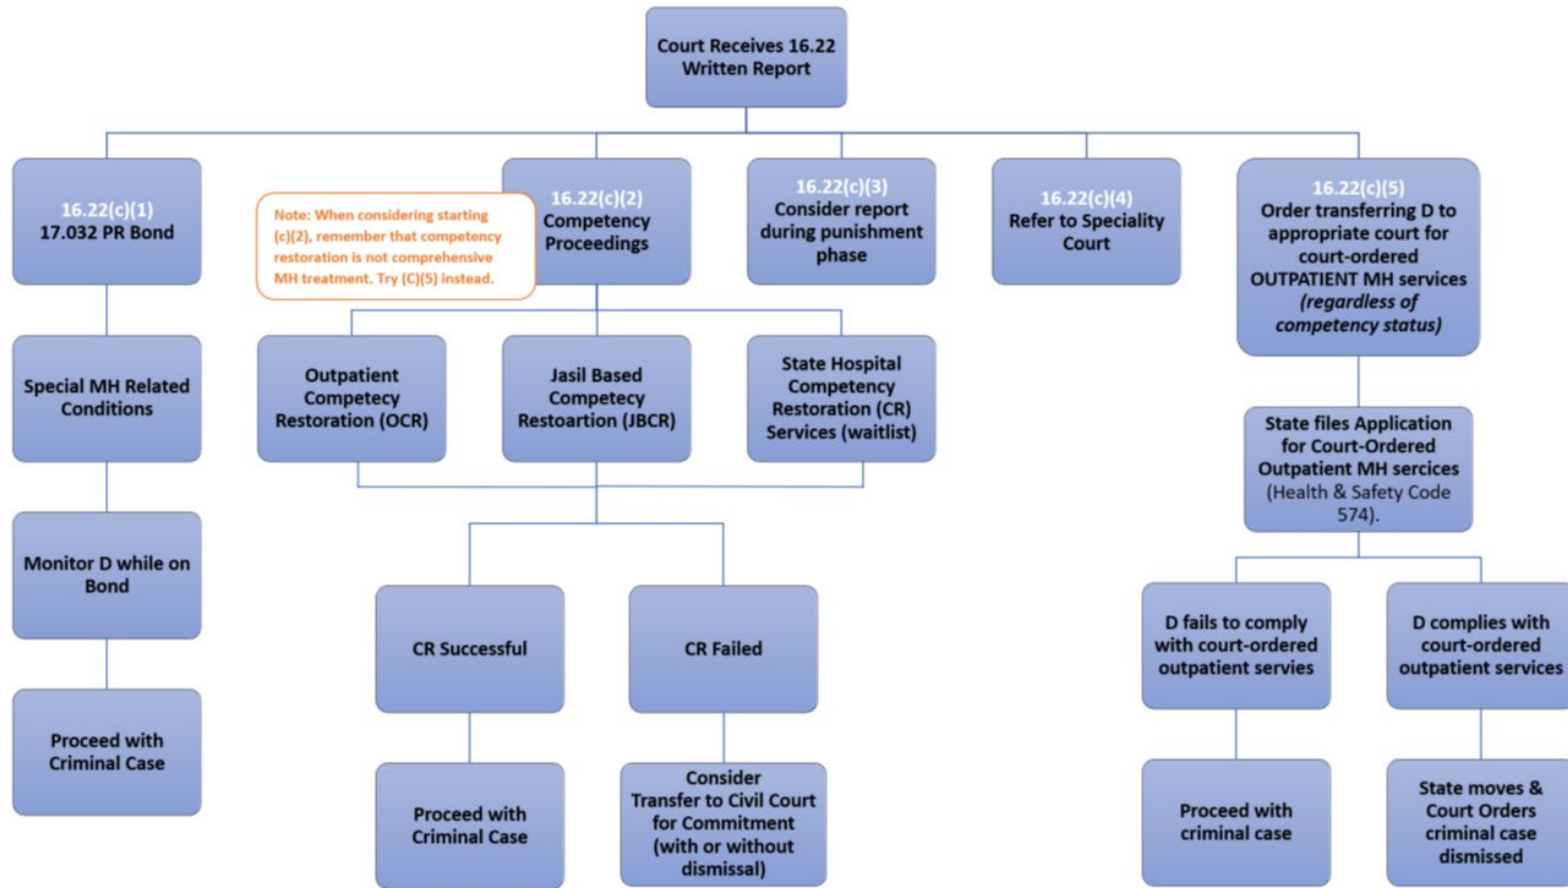 Court Receives 16.22
Written Report
16.22(c)(1)
17.032 PR Bond
Note: When considering starting
(c)(2), remember that competency
restoration is not comprehensive
MH treatment. Try (C)(5) instead.
16.22(c)(2)
Competency
Proceedings
16.22(c)(3)
Consider report
during punishment
phase
16.22(c)(4)
Refer to Speciality
Court
16.22(c)(5)
Order transferring D to
appropriate court for
court-ordered
OUTPATIENT MH services
(regardless of
competency status)
Special MH Related
Conditions
Outpatient
Competecy
Restoration (OCR)
Jasil Based
Competecy
Restoartion (JBCR)
State Hospital
Competency
Restoration (CR)
Services (waitlist)
State files Application
for Court-Ordered
Outpatient MH sercices
(Health & Safety Code
574).
Monitor D while on
Bond
CR Successful
CR Failed
D fails to comply
with court-ordered
outpatient servies
D complies with
court-ordered
outpatient services
Proceed with
Criminal Case
Proceed with
Criminal Case
Consider
Transfer to Civil Court
for Commitment
(with or without
dismissal)
Proceed with
criminal case
State moves &
Court Orders
criminal case
dismissed